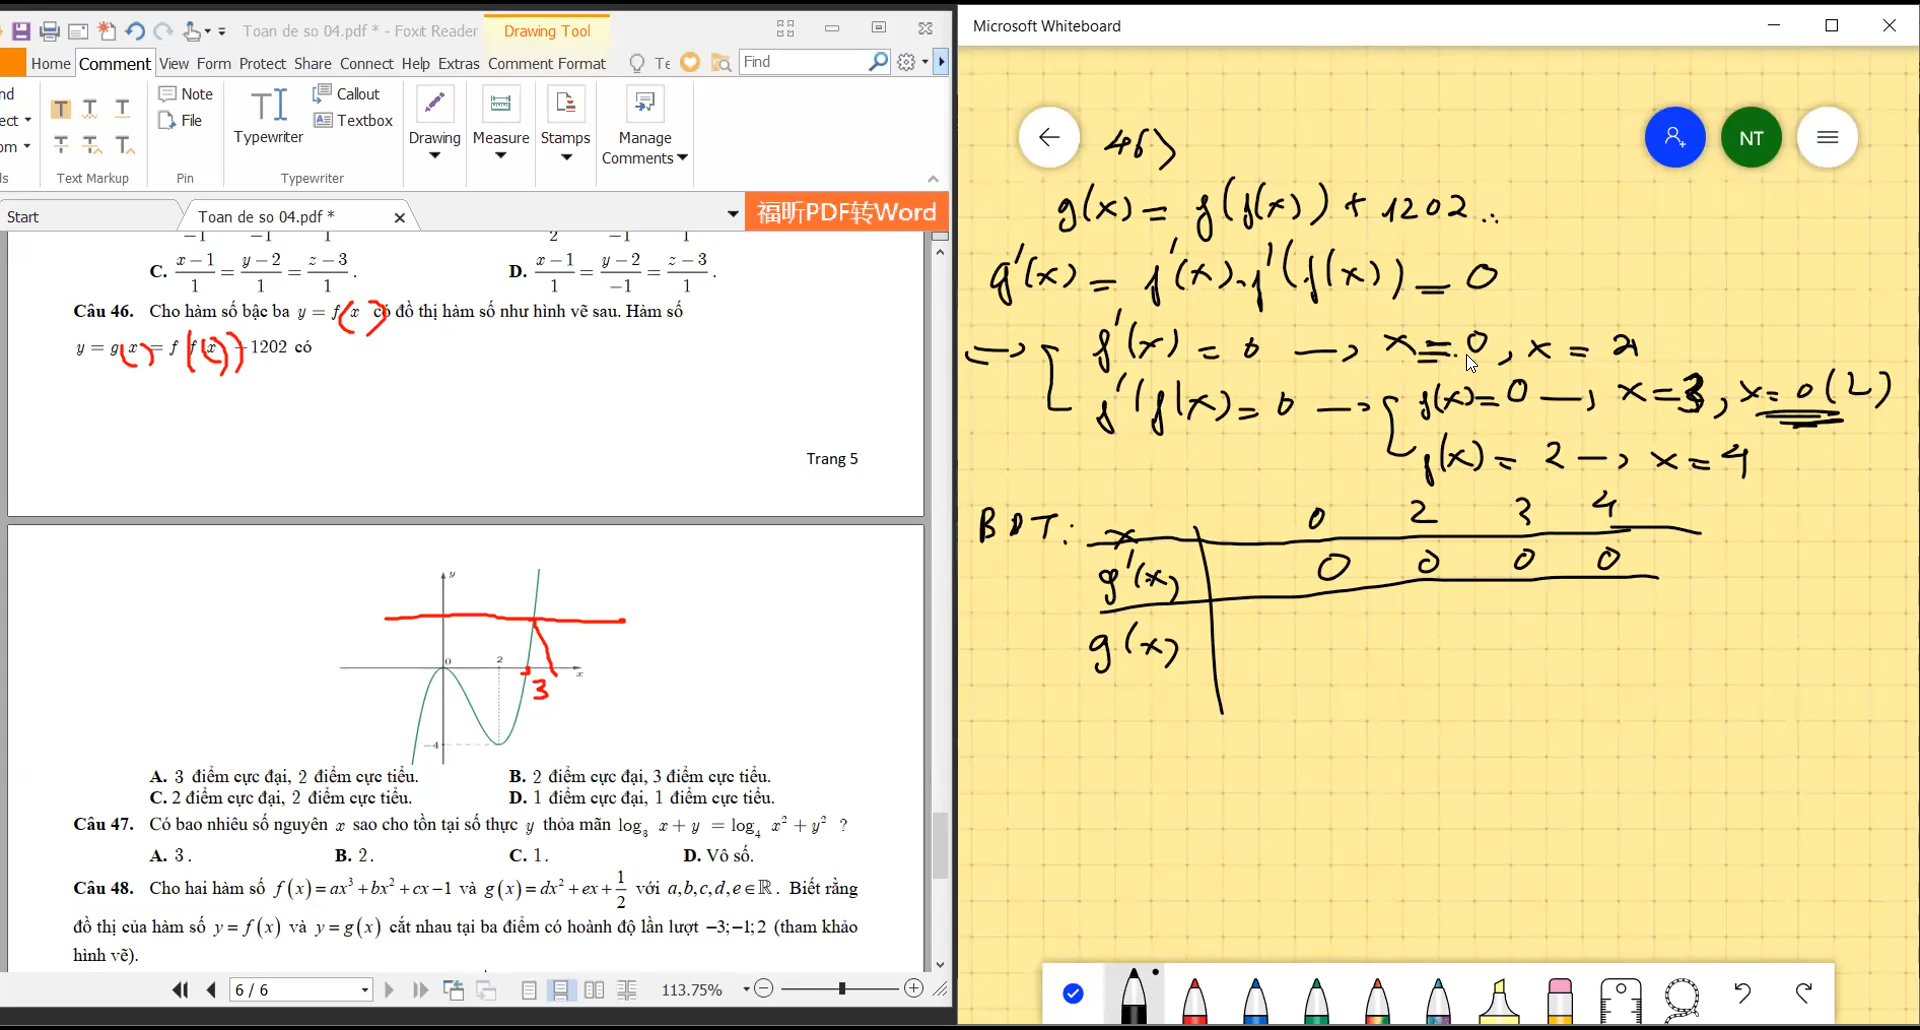 Toan de so 04.pdf * - Foxit Reader
Drawing Tool
Microsoft Whiteboard
Home Comment View Form Protect Share Connect Help Extras Comment Format Te Find
Note
File
Typewriter
Callout
Textbox
Drawing
Measure
Stamps
Manage
Comments
Text Markup
Pin
Typewriter
Start
Toan de so 04.pdf *
福昕PDF转Word
−1 −1 1 2 −1 1
C. x−1/1 = y−2/1 = z−3/1 . D. x−1/1 = y−2/−1 = z−3/1 .
Câu 46. Cho hàm số bậc ba y = f(x) có đồ thị hàm số như hình vẽ sau. Hàm số
y = g(x) = f(f(x)) − 1202 có
Trang 5
y
0
2
x
3
−4
A. 3 điểm cực đại, 2 điểm cực tiểu. B. 2 điểm cực đại, 3 điểm cực tiểu.
C. 2 điểm cực đại, 2 điểm cực tiểu. D. 1 điểm cực đại, 1 điểm cực tiểu.
Câu 47. Có bao nhiêu số nguyên x sao cho tồn tại số thực y thỏa mãn log₃ x + y = log₄ x² + y² ?
A. 3. B. 2. C. 1. D. Vô số.
Câu 48. Cho hai hàm số f(x) = ax³ + bx² + cx − 1 và g(x) = dx² + ex + 1/2 với a,b,c,d,e ∈ ℝ. Biết rằng
đồ thị của hàm số y = f(x) và y = g(x) cắt nhau tại ba điểm có hoành độ lần lượt −3;−1;2 (tham khảo
hình vẽ).
6 / 6
113.75%
NT
46)
g(x) = f(f(x)) + 1202 ..
g'(x) = f'(x).f'(f(x)) = 0
f'(x) = 0 → x = 0, x = 2
f'(f(x) = 0 → f(x) = 0 → x = 3, x = 0 (L)
f(x) = 2 → x = 4
BDT: x 0 2 3 4
g'(x) 0 0 0 0
g(x)